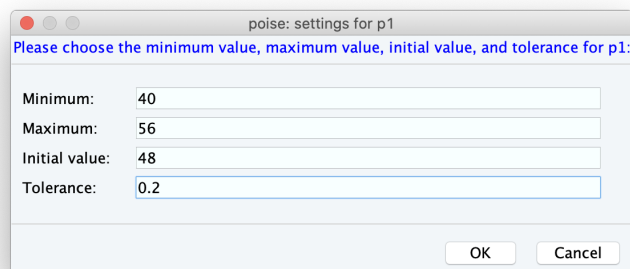 poise: settings for p1
Please choose the minimum value, maximum value, initial value, and tolerance for p1:
Minimum: 40
Maximum: 56
Initial value: 48
Tolerance: 0.2
OK Cancel